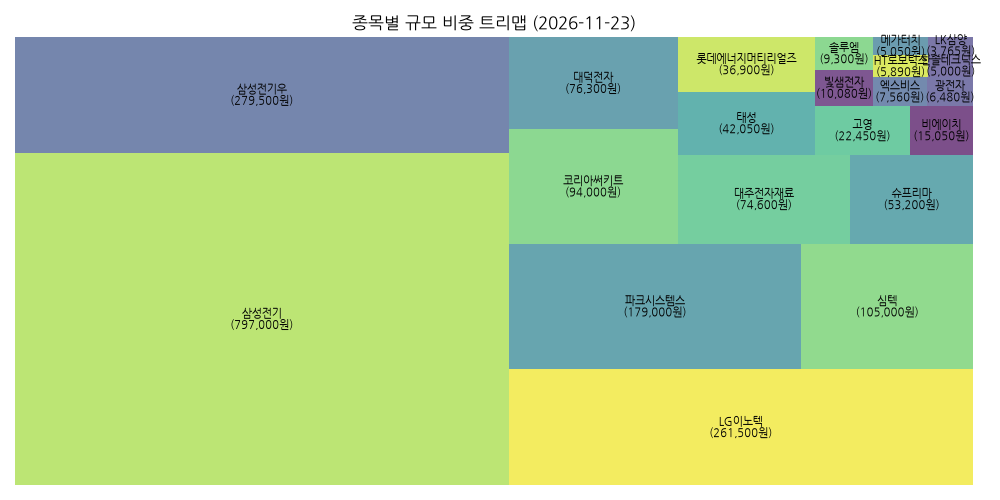 종목별 규모 비중 트리맵 (2026-11-23)
삼성전기우
(279,500원)
삼성전기
(797,000원)
대덕전자
(76,300원)
코리아써키트
(94,000원)
롯데에너지머티리얼즈
(36,900원)
태성
(42,050원)
솔루엠
(9,300원)
빛샘전자
(10,080원)
메가터치
(5,050원)
LK삼양
(3,765원)
HT로보틱스
(5,890원)
(5,000원)
엑스비스
(7,560원)
광전자
(6,480원)
고영
(22,450원)
비에이치
(15,050원)
대주전자재료
(74,600원)
슈프리마
(53,200원)
파크시스템스
(179,000원)
심텍
(105,000원)
LG이노텍
(261,500원)